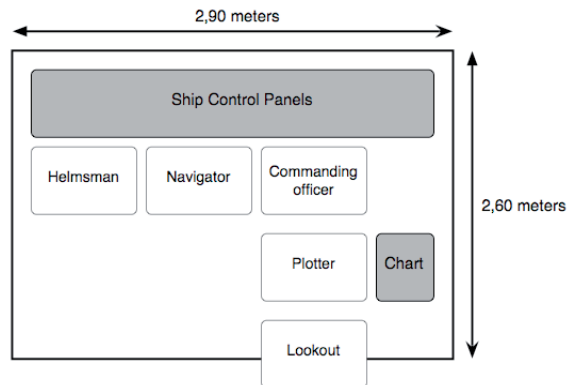 2,90 meters
Ship Control Panels
Helmsman
Navigator
Commanding
officer
2,60 meters
Plotter
Chart
Lookout